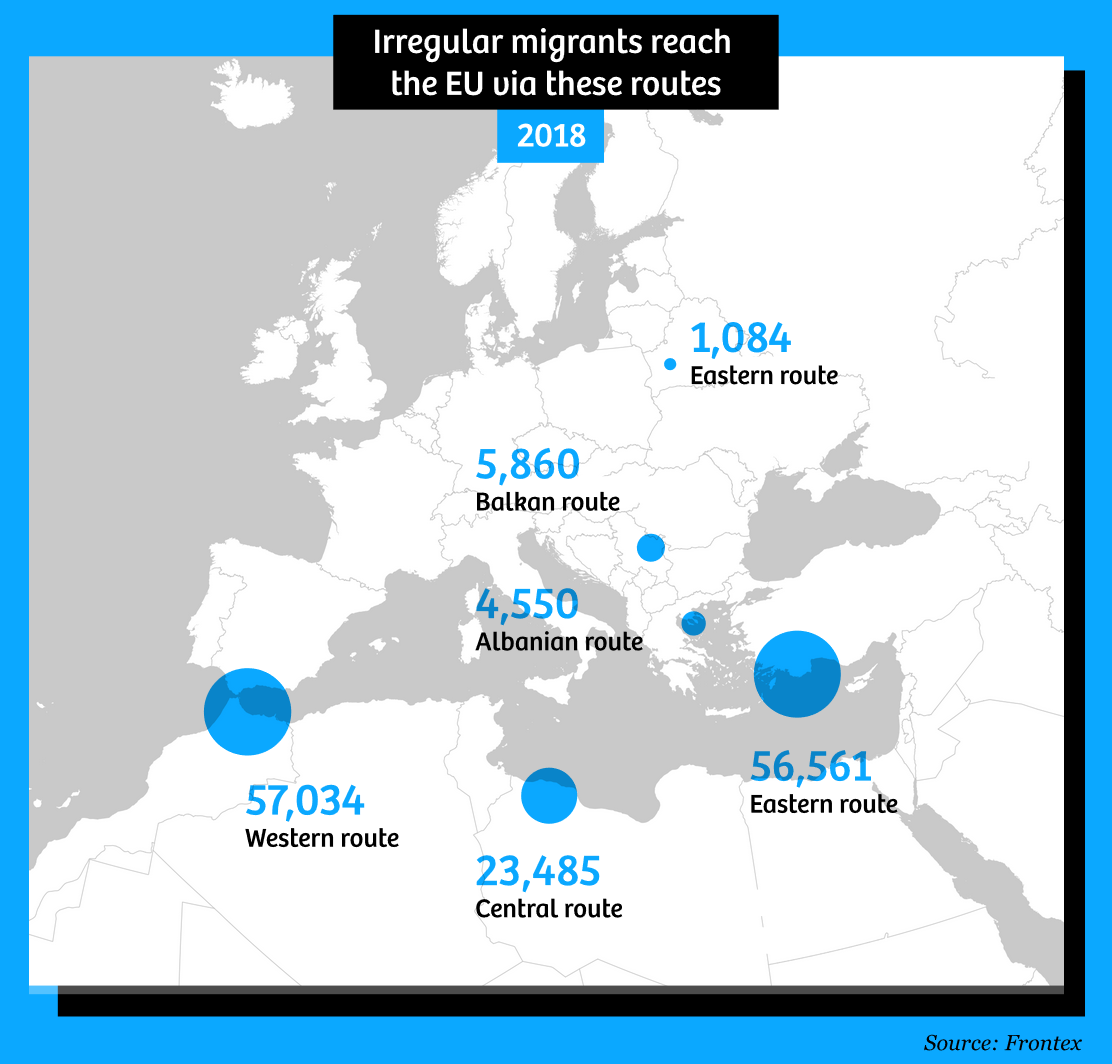 Irregular migrants reach
the EU via these routes
2018
1,084
Eastern route
5,860
Balkan route
4,550
Albanian route
56,561
Eastern route
57,034
Western route
23,485
Central route
Source: Frontex